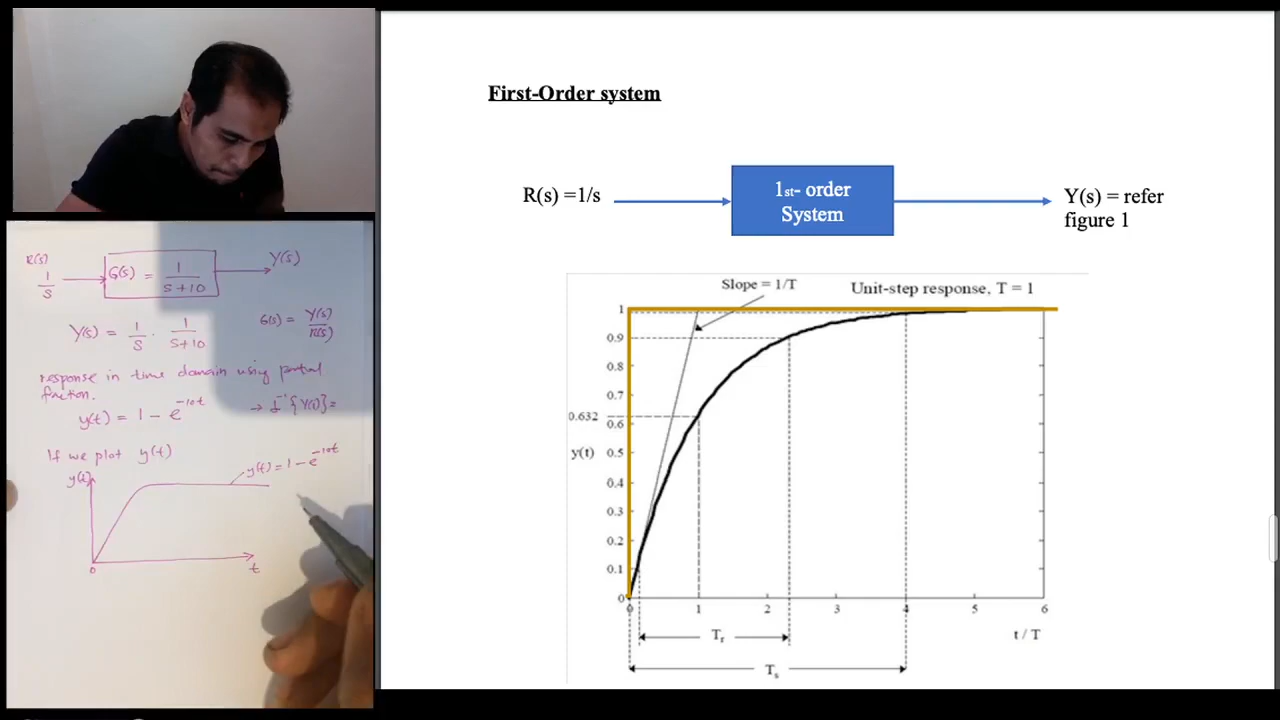 First-Order system
R(s) =1/s
1st- order
System
Y(s) = refer
figure 1
Slope = 1/T
Unit-step response, T = 1
1
0.9
0.8
0.7
0.632
0.6
y(t)
0.5
0.4
0.3
0.2
0.1
0
0 1 2 3 4 5 6
Tr
t / T
Ts
R(s)
1/s
G(s) = 1/(s+10)
Y(s)
Y(s) = 1/s · 1/(s+10)
G(s) = Y(s)/R(s)
response in time domain using partial
fraction.
y(t) = 1 - e^-10t
→ L^-1{Y(s)} =
If we plot y(t)
y(t)
y(t) = 1 - e^-10t
0
t